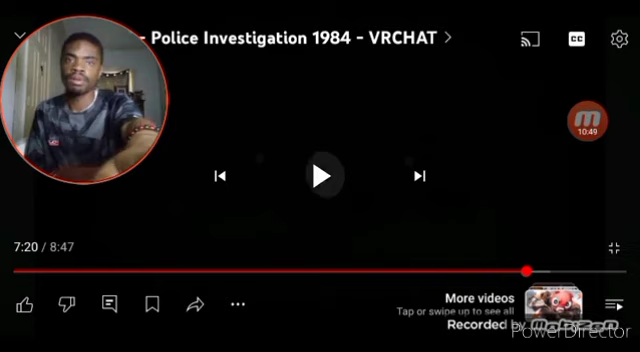 - Police Investigation 1984 - VRCHAT
CC
10:49
7:20 / 8:47
More videos
Tap or swipe up to see all
Recorded by
PowerDirector